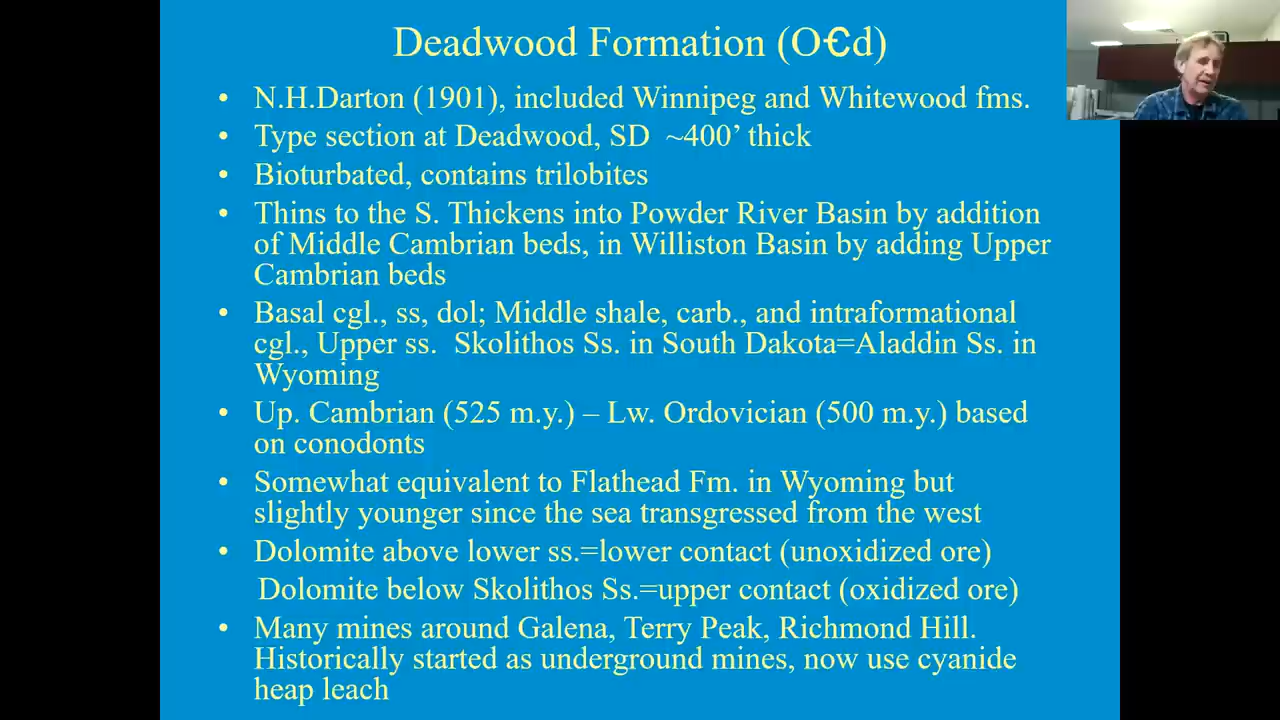 Deadwood Formation (O€d)
• N.H.Darton (1901), included Winnipeg and Whitewood fms.
• Type section at Deadwood, SD ~400’ thick
• Bioturbated, contains trilobites
• Thins to the S. Thickens into Powder River Basin by addition
of Middle Cambrian beds, in Williston Basin by adding Upper
Cambrian beds
• Basal cgl., ss, dol; Middle shale, carb., and intraformational
cgl., Upper ss. Skolithos Ss. in South Dakota=Aladdin Ss. in
Wyoming
• Up. Cambrian (525 m.y.) – Lw. Ordovician (500 m.y.) based
on conodonts
• Somewhat equivalent to Flathead Fm. in Wyoming but
slightly younger since the sea transgressed from the west
• Dolomite above lower ss.=lower contact (unoxidized ore)
Dolomite below Skolithos Ss.=upper contact (oxidized ore)
• Many mines around Galena, Terry Peak, Richmond Hill.
Historically started as underground mines, now use cyanide
heap leach